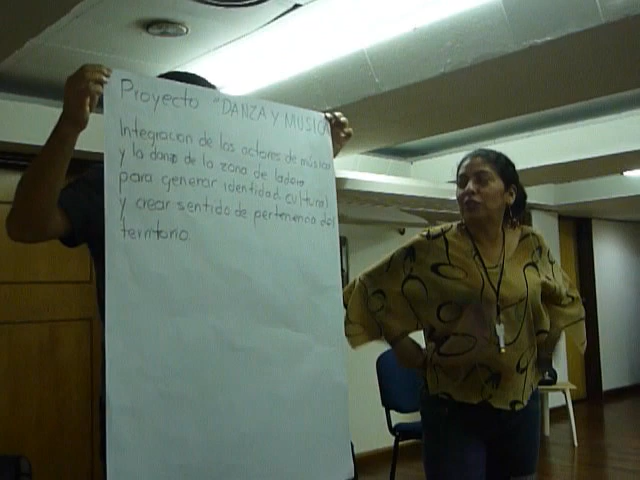 Proyecto "DANZA Y MUSICA
Integracion de los actores de música
y la danza de la zona de ladera
para generar identidad cultural
y crear sentido de pertenencia del
territorio.